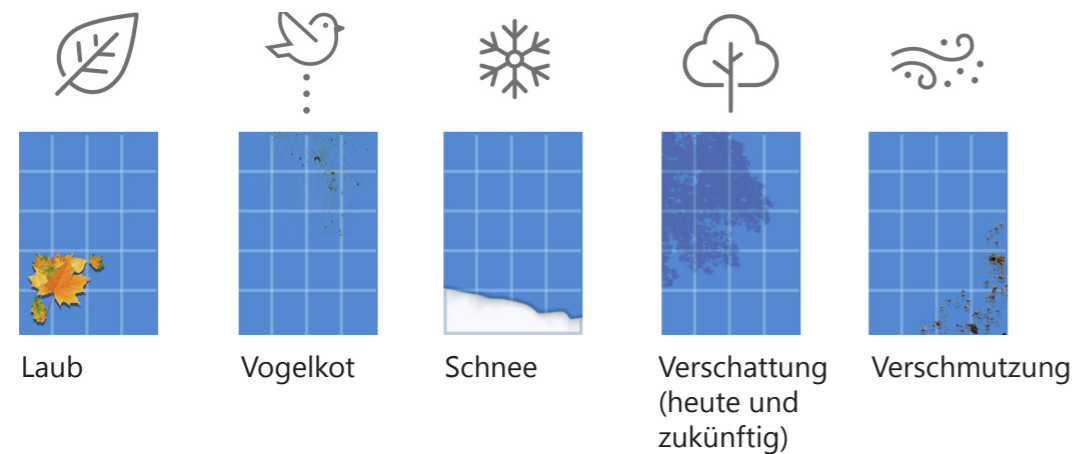 Laub
Vogelkot
Schnee
Verschattung
(heute und
zukünftig)
Verschmutzung